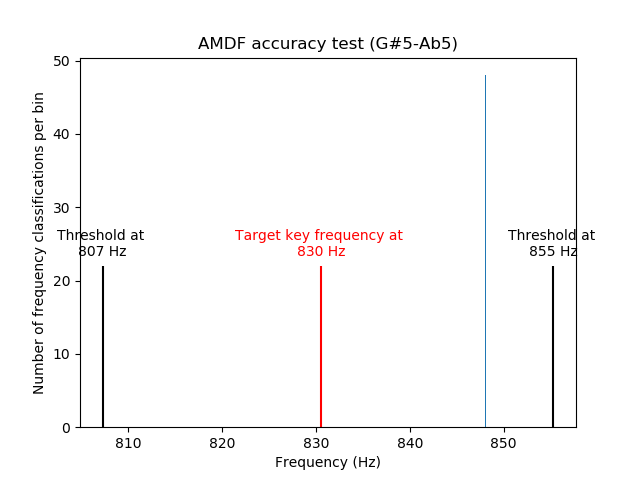 AMDF accuracy test (G#5-Ab5)
Number of frequency classifications per bin
50
40
30
20
10
0
Threshold at
807 Hz
Target key frequency at
830 Hz
Threshold at
855 Hz
810 820 830 840 850
Frequency (Hz)